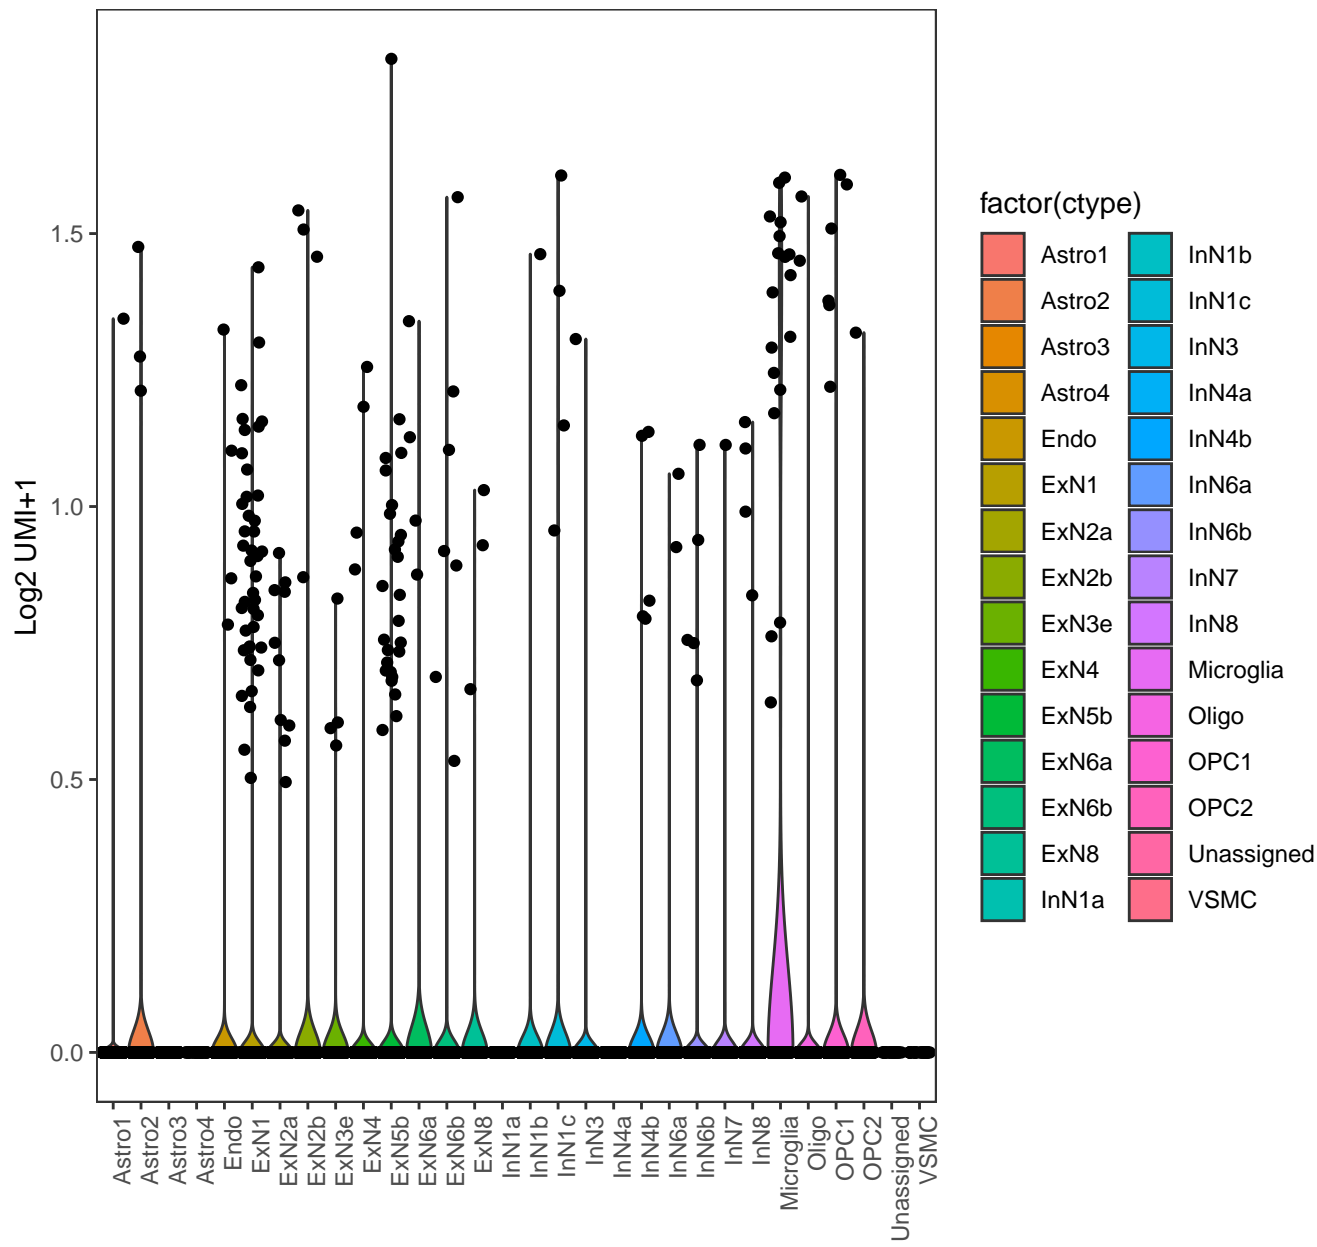 Log2 UMI+1
1.5
1.0
0.5
0.0
Astro1
Astro2
Astro3
Astro4
Endo
ExN1
ExN2a
ExN2b
ExN3e
ExN4
ExN5b
ExN6a
ExN6b
ExN8
InN1a
InN1b
InN1c
InN3
InN4a
InN4b
InN6a
InN6b
InN7
InN8
Microglia
Oligo
OPC1
OPC2
Unassigned
VSMC
factor(ctype)
Astro1
Astro2
Astro3
Astro4
Endo
ExN1
ExN2a
ExN2b
ExN3e
ExN4
ExN5b
ExN6a
ExN6b
ExN8
InN1a
InN1b
InN1c
InN3
InN4a
InN4b
InN6a
InN6b
InN7
InN8
Microglia
Oligo
OPC1
OPC2
Unassigned
VSMC